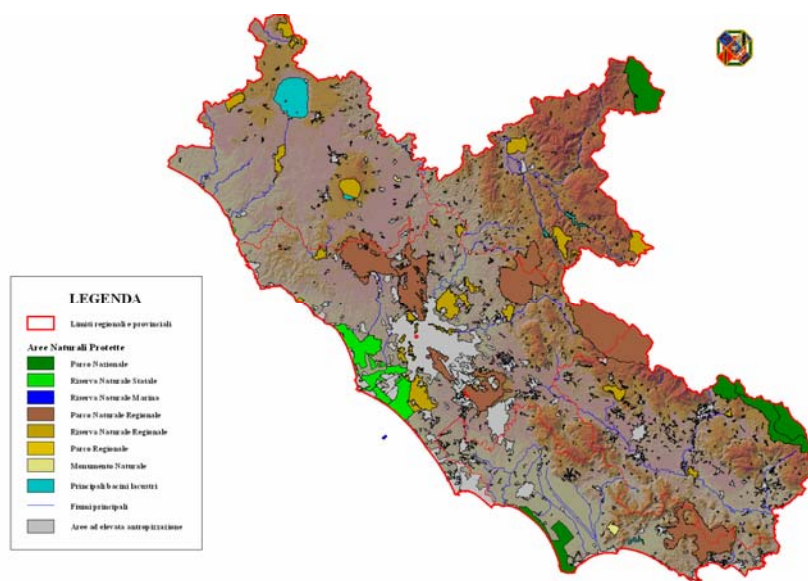 LEGENDA
Limiti regionali e provinciali
Aree Naturali Protette
Parco Nazionale
Riserva Naturale Statale
Riserva Naturale Marina
Parco Naturale Regionale
Riserva Naturale Regionale
Parco Regionale
Monumento Naturale
Principali bacini lacustri
Fiumi principali
Aree ad elevata antropizzazione